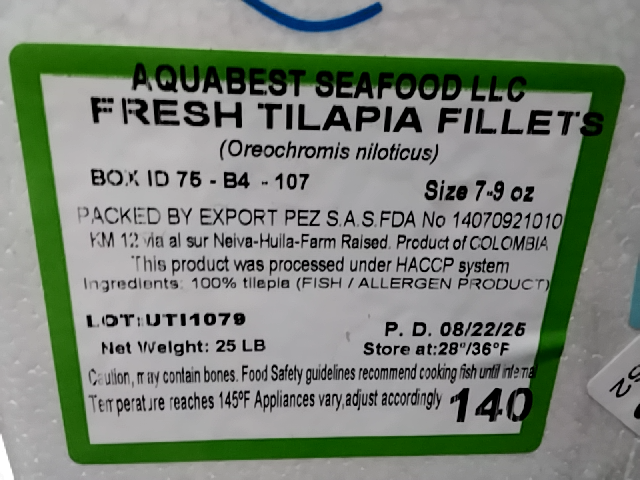 AQUABEST SEAFOOD LLC
FRESH TILAPIA FILLETS
(Oreochromis niloticus)
BOX ID 75 - B4 - 107
Size 7-9 oz
PACKED BY EXPORT PEZ S.A.S.FDA No 14070921010
KM 12 via al sur Neiva-Huila-Farm Raised. Product of COLOMBIA
This product was processed under HACCP system
Ingredients: 100% tilapia (FISH / ALLERGEN PRODUCT)
LOT:UTI1079
P. D. 08/22/25
Net Weight: 25 LB
Store at:28°/36°F
Caution, may contain bones. Food Safety guidelines recommend cooking fish until internal
Temperature reaches 145ºF Appliances vary,adjust accordingly
140